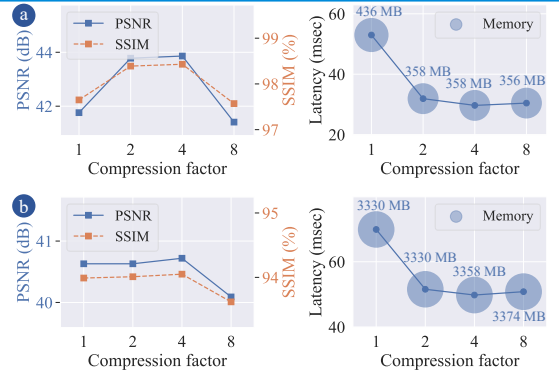 a
PSNR (dB)
44
42
PSNR
SSIM
99
98
97
SSIM (%)
1 2 4 8
Compression factor
Latency (msec)
60
40
20
436 MB
358 MB
358 MB
356 MB
Memory
1 2 4 8
Compression factor
b
PSNR (dB)
41
40
PSNR
SSIM
95
94
SSIM (%)
1 2 4 8
Compression factor
Latency (msec)
60
40
3330 MB
3330 MB
3358 MB
3374 MB
Memory
1 2 4 8
Compression factor